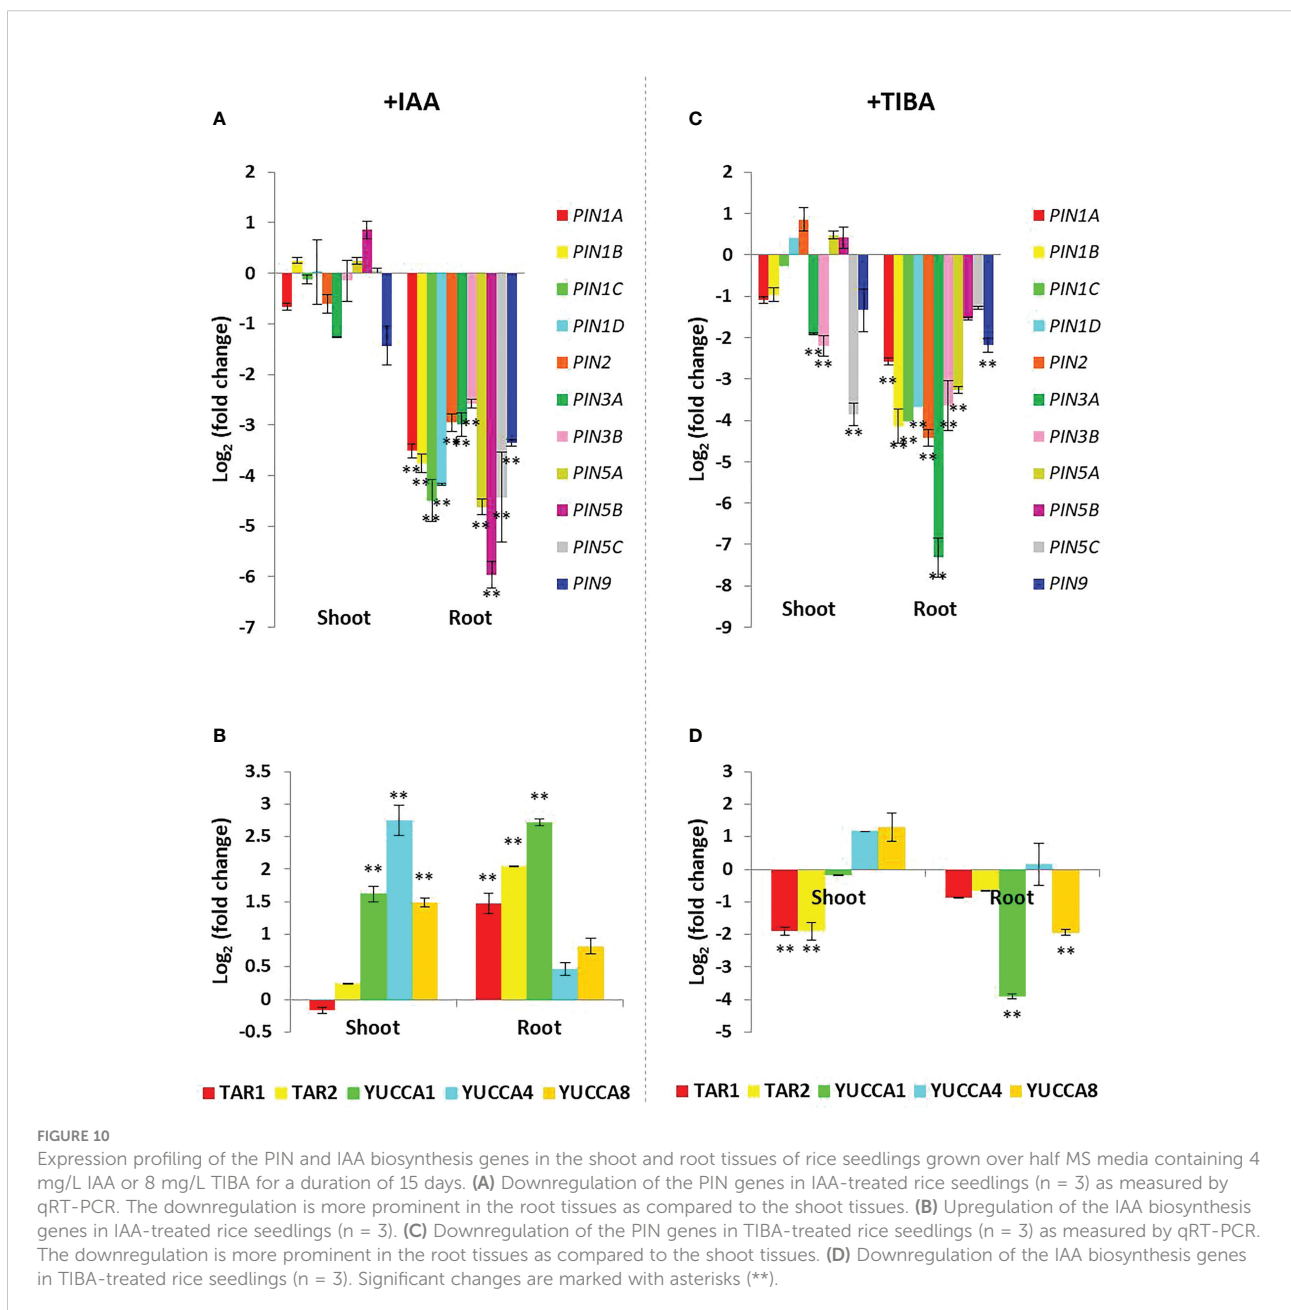 +IAA
+TIBA
A
2
1
0
-1
-2
-3
-4
-5
-6
-7
Log2 (fold change)
** ** ** ** ** ** ** ** ** ** **
Shoot
Root
PIN1A
PIN1B
PIN1C
PIN1D
PIN2
PIN3A
PIN3B
PIN5A
PIN5B
PIN5C
PIN9
C
2
1
0
-1
-2
-3
-4
-5
-6
-7
-8
-9
Log2 (fold change)
** ** ** ** ** ** ** ** ** ** ** **
Shoot
Root
PIN1A
PIN1B
PIN1C
PIN1D
PIN2
PIN3A
PIN3B
PIN5A
PIN5B
PIN5C
PIN9
B
3.5
3
2.5
2
1.5
1
0.5
0
-0.5
Log2 (fold change)
** ** ** ** ** **
Shoot
Root
TAR1 TAR2 YUCCA1 YUCCA4 YUCCA8
D
3
2
1
0
-1
-2
-3
-4
-5
Log2 (fold change)
** ** ** **
Shoot
Root
TAR1 TAR2 YUCCA1 YUCCA4 YUCCA8
FIGURE 10
Expression profiling of the PIN and IAA biosynthesis genes in the shoot and root tissues of rice seedlings grown over half MS media containing 4
mg/L IAA or 8 mg/L TIBA for a duration of 15 days. (A) Downregulation of the PIN genes in IAA-treated rice seedlings (n = 3) as measured by
qRT-PCR. The downregulation is more prominent in the root tissues as compared to the shoot tissues. (B) Upregulation of the IAA biosynthesis
genes in IAA-treated rice seedlings (n = 3). (C) Downregulation of the PIN genes in TIBA-treated rice seedlings (n = 3) as measured by qRT-PCR.
The downregulation is more prominent in the root tissues as compared to the shoot tissues. (D) Downregulation of the IAA biosynthesis genes
in TIBA-treated rice seedlings (n = 3). Significant changes are marked with asterisks (**).